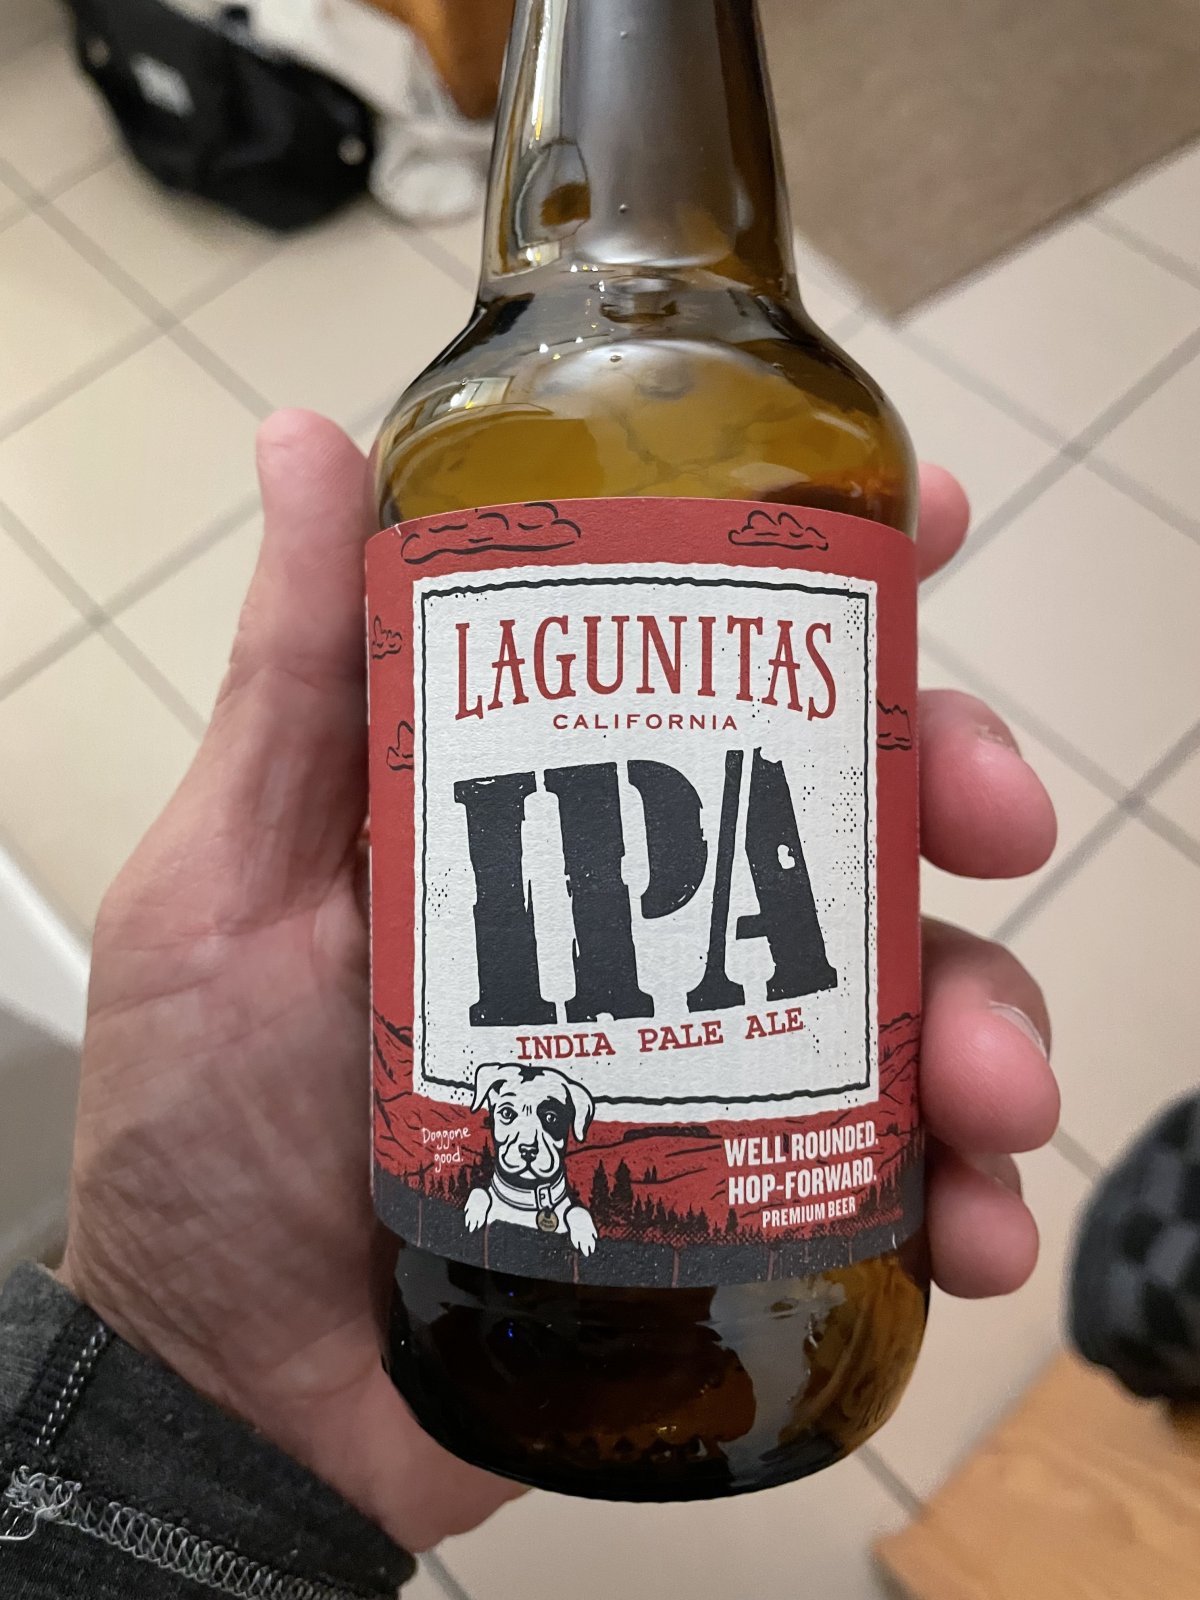 LAGUNITAS
CALIFORNIA
IPA
INDIA PALE ALE
Doggone
good.
WELL ROUNDED.
HOP-FORWARD.
PREMIUM BEER